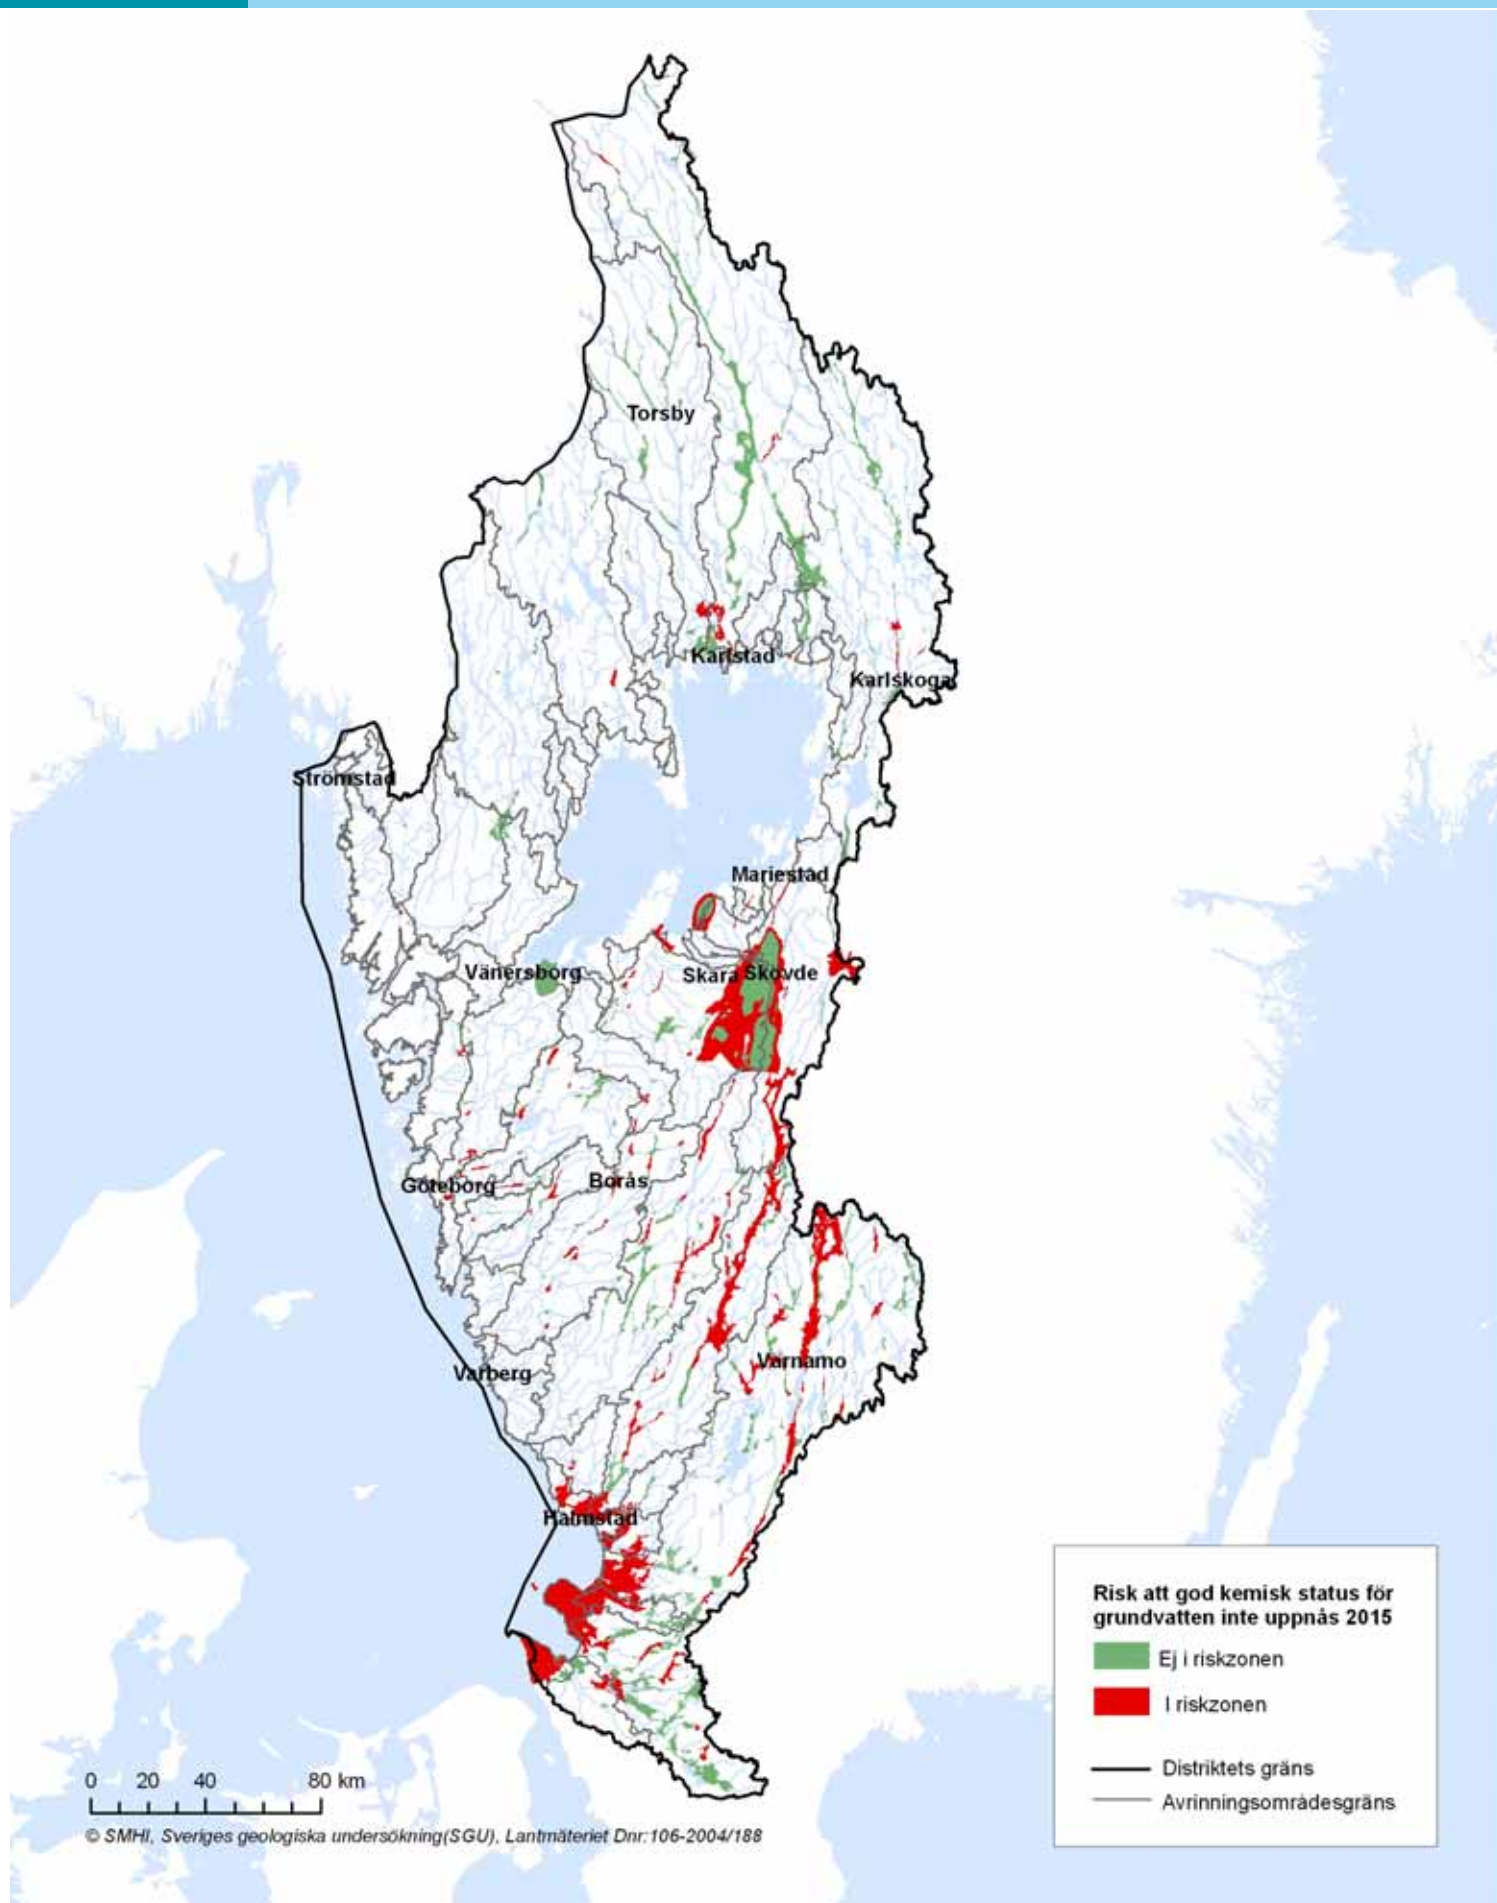 Torsby
Karlstad
Karlskoga
Strömstad
Mariestad
Vänersborg
Skara
Skövde
Göteborg
Borås
Värnamo
Varberg
Halmstad
Risk att god kemisk status för
grundvatten inte uppnås 2015
Ej i riskzonen
I riskzonen
Distriktets gräns
Avrinningsområdesgräns
0 20 40 80 km
© SMHI, Sveriges geologiska undersökning(SGU), Lantmäteriet Dnr:106-2004/188